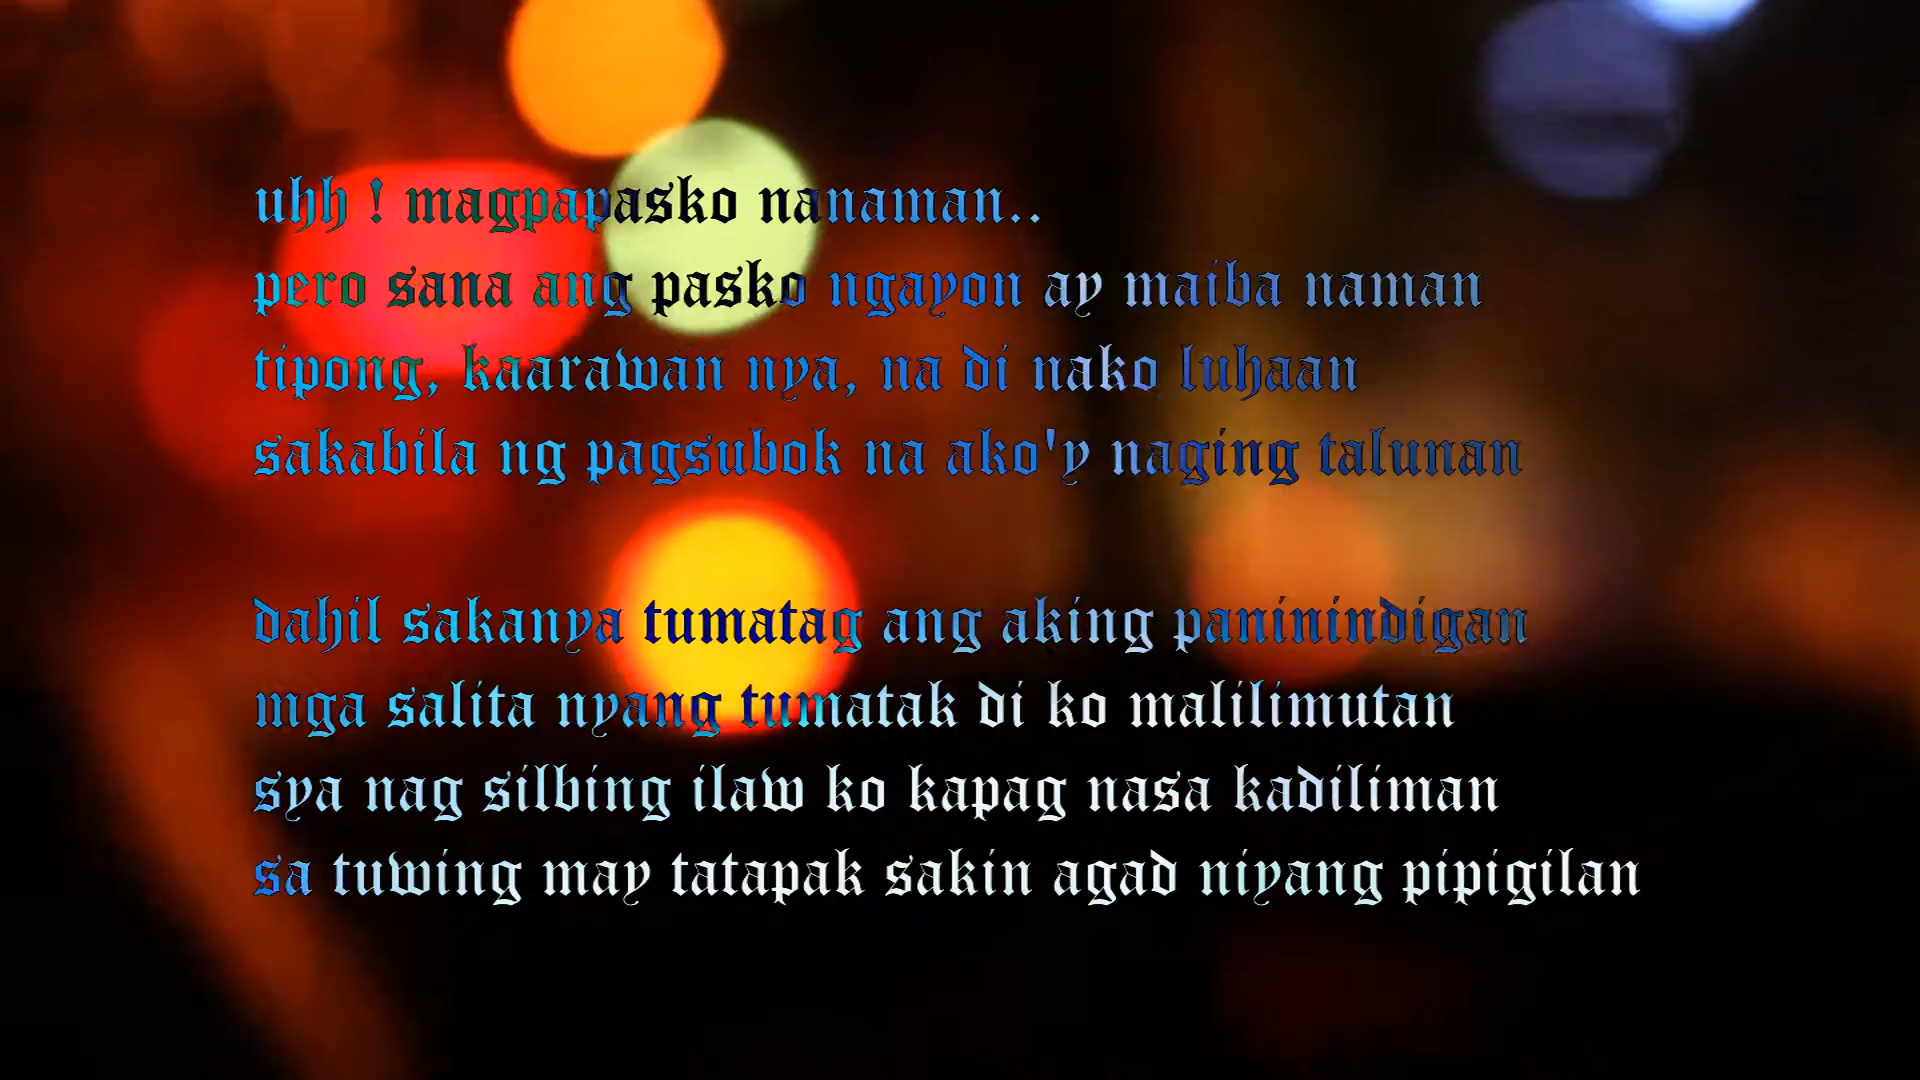 uhh ! magpapasko nanaman..
pero sana ang pasko ngayon ay maiba naman
tipong, kaarawan nya, na di nako luhaan
sakabila ng pagsubok na ako'y naging talunan
dahil sakanya tumatag ang aking paninindigan
mga salita nyang tumatak di ko malilimutan
sya nag silbing ilaw ko kapag nasa kadiliman
sa tuwing may tatapak sakin agad niyang pipigilan